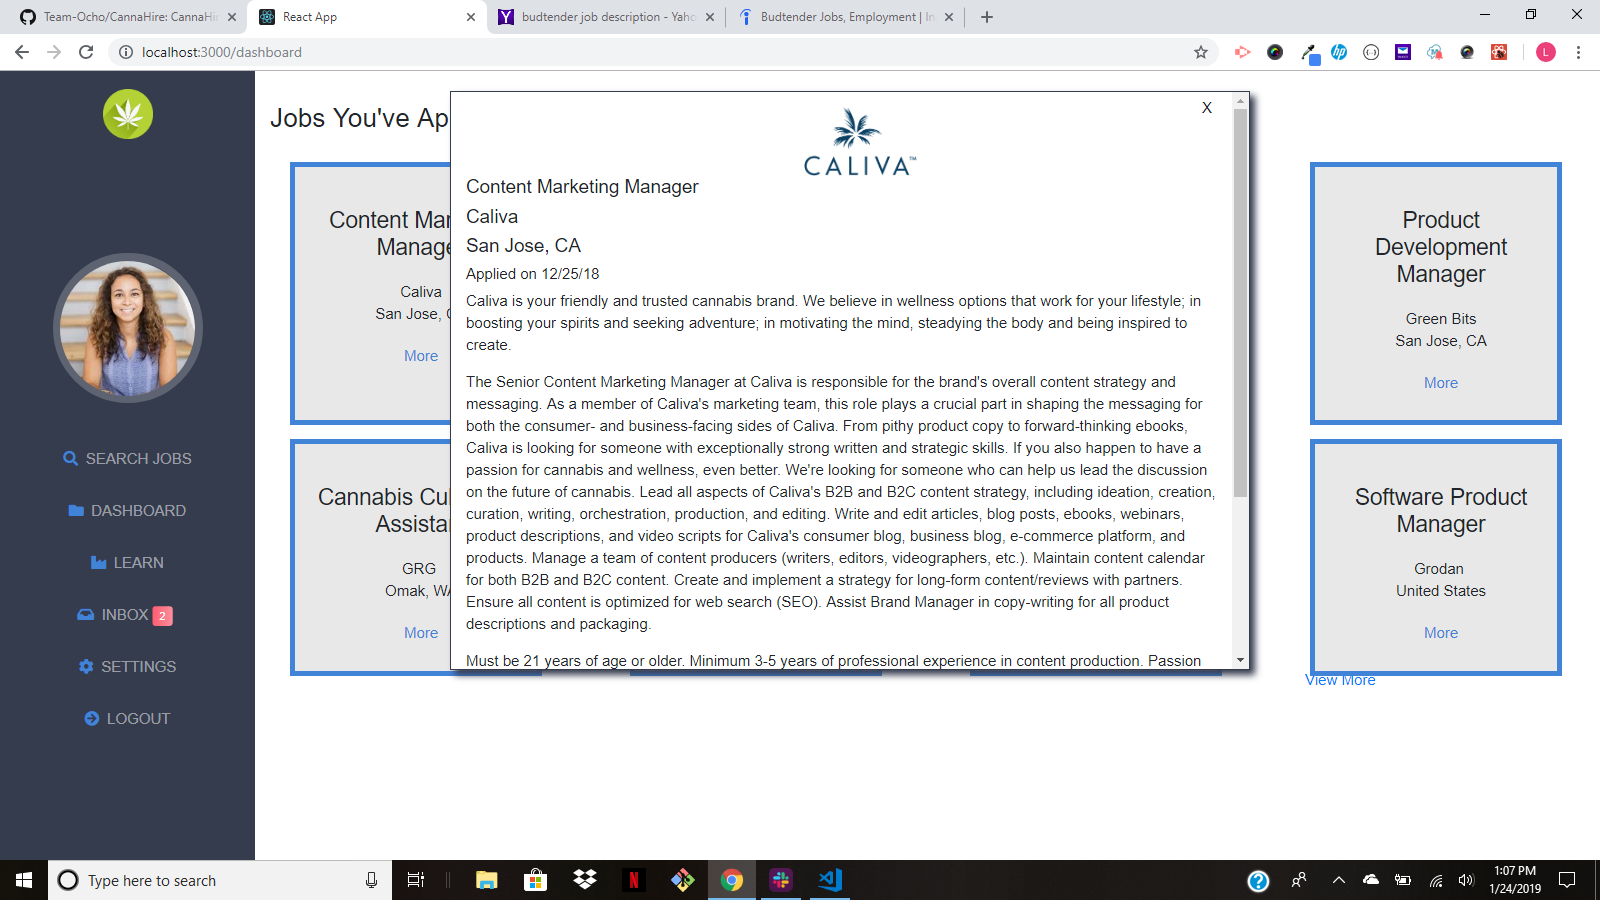 Team-Ocho/CannaHire: CannaHir
React App
budtender job description - Yaho
Budtender Jobs, Employment | In
localhost:3000/dashboard
L
Jobs You've Ap
X
CALIVA™
Content Marketing Manager
Caliva
San Jose, CA
Applied on 12/25/18
Caliva is your friendly and trusted cannabis brand. We believe in wellness options that work for your lifestyle; in
boosting your spirits and seeking adventure; in motivating the mind, steadying the body and being inspired to
create.
The Senior Content Marketing Manager at Caliva is responsible for the brand's overall content strategy and
messaging. As a member of Caliva's marketing team, this role plays a crucial part in shaping the messaging for
both the consumer- and business-facing sides of Caliva. From pithy product copy to forward-thinking ebooks,
Caliva is looking for someone with exceptionally strong written and strategic skills. If you also happen to have a
passion for cannabis and wellness, even better. We're looking for someone who can help us lead the discussion
on the future of cannabis. Lead all aspects of Caliva's B2B and B2C content strategy, including ideation, creation,
curation, writing, orchestration, production, and editing. Write and edit articles, blog posts, ebooks, webinars,
product descriptions, and video scripts for Caliva's consumer blog, business blog, e-commerce platform, and
products. Manage a team of content producers (writers, editors, videographers, etc.). Maintain content calendar
for both B2B and B2C content. Create and implement a strategy for long-form content/reviews with partners.
Ensure all content is optimized for web search (SEO). Assist Brand Manager in copy-writing for all product
descriptions and packaging.
Must be 21 years of age or older. Minimum 3-5 years of professional experience in content production. Passion
Content Mar
Manage
Caliva
San Jose, C
More
Product
Development
Manager
Green Bits
San Jose, CA
More
Cannabis Cul
Assista
GRG
Omak, WA
More
Software Product
Manager
Grodan
United States
More
View More
SEARCH JOBS
DASHBOARD
LEARN
INBOX 2
SETTINGS
LOGOUT
Type here to search
1:07 PM
1/24/2019